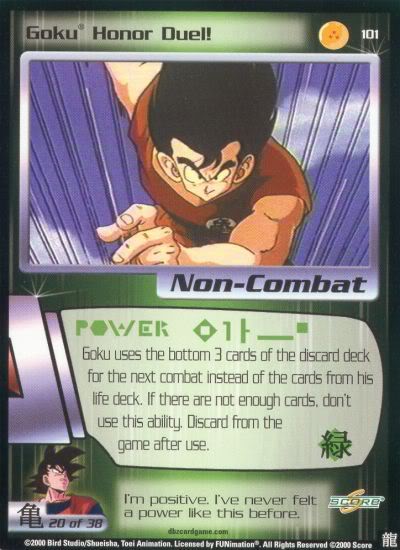 Goku® Honor Duel!
101
Non-Combat
POWER
Goku uses the bottom 3 cards of the discard deck
for the next combat instead of the cards from his
life deck. If there are not enough cards, don't
use this ability. Discard from the
game after use.
緑
I'm positive. I've never felt
a power like this before.
亀
20 of 38
SCORE
dbzcardgame.com
©2000 Bird Studio/Shueisha, Toei Animation. Licensed by FUNimation®. All Rights Reserved ©2000 Score
龍